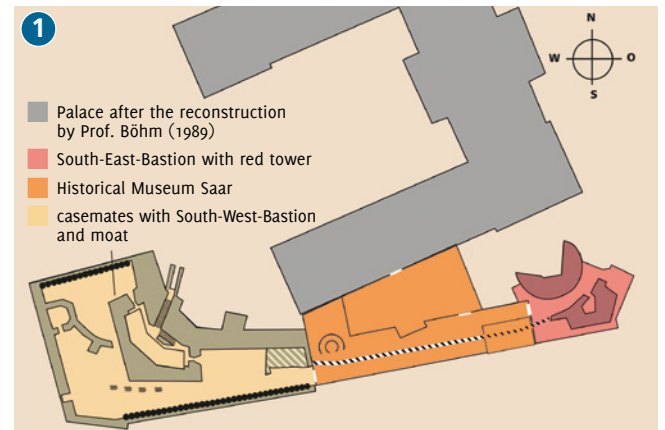 1
N
W O
S
Palace after the reconstruction
by Prof. Böhm (1989)
South-East-Bastion with red tower
Historical Museum Saar
casemates with South-West-Bastion
and moat